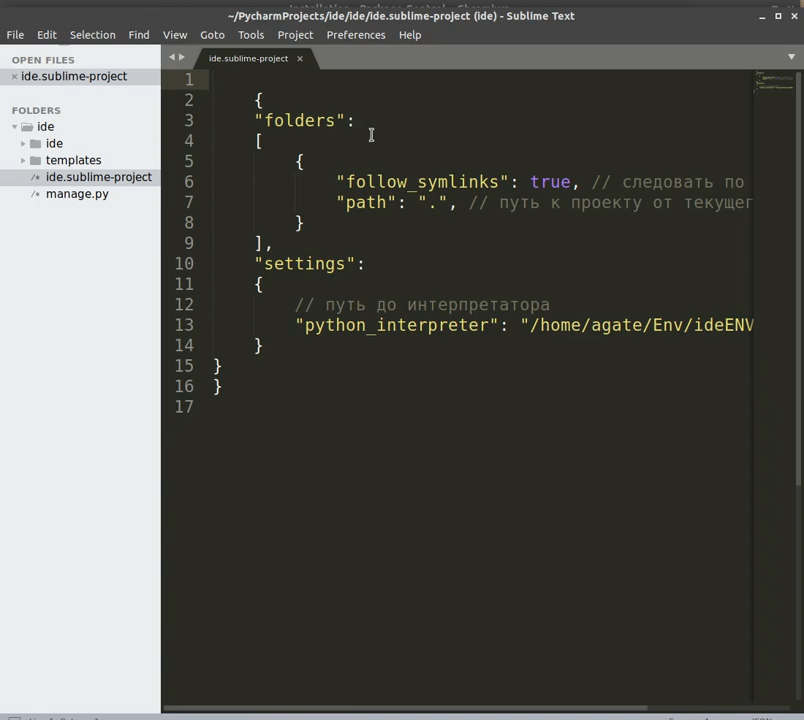 ~/PycharmProjects/ide/ide/ide.sublime-project (ide) - Sublime Text
File Edit Selection Find View Goto Tools Project Preferences Help
OPEN FILES
ide.sublime-project
FOLDERS
ide
ide
templates
ide.sublime-project
manage.py
ide.sublime-project
1
2 {
3 "folders":
4 [
5 {
6 "follow_symlinks": true, // следовать по
7 "path": ".", // путь к проекту от текущег
8 }
9 ],
10 "settings":
11 {
12 // путь до интерпретатора
13 "python_interpreter": "/home/agate/Env/ideENV
14 }
15 }
16 }
17